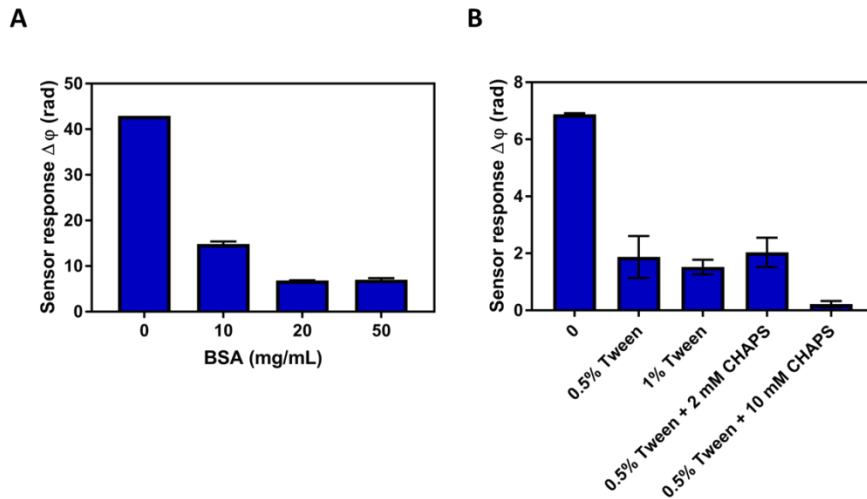 A
Sensor response Δ φ (rad)
50
40
30
20
10
0
0 10 20 50
BSA (mg/mL)
B
Sensor response Δ φ (rad)
8
6
4
2
0
0
0.5% Tween
1% Tween
0.5% Tween + 2 mM CHAPS
0.5% Tween + 10 mM CHAPS